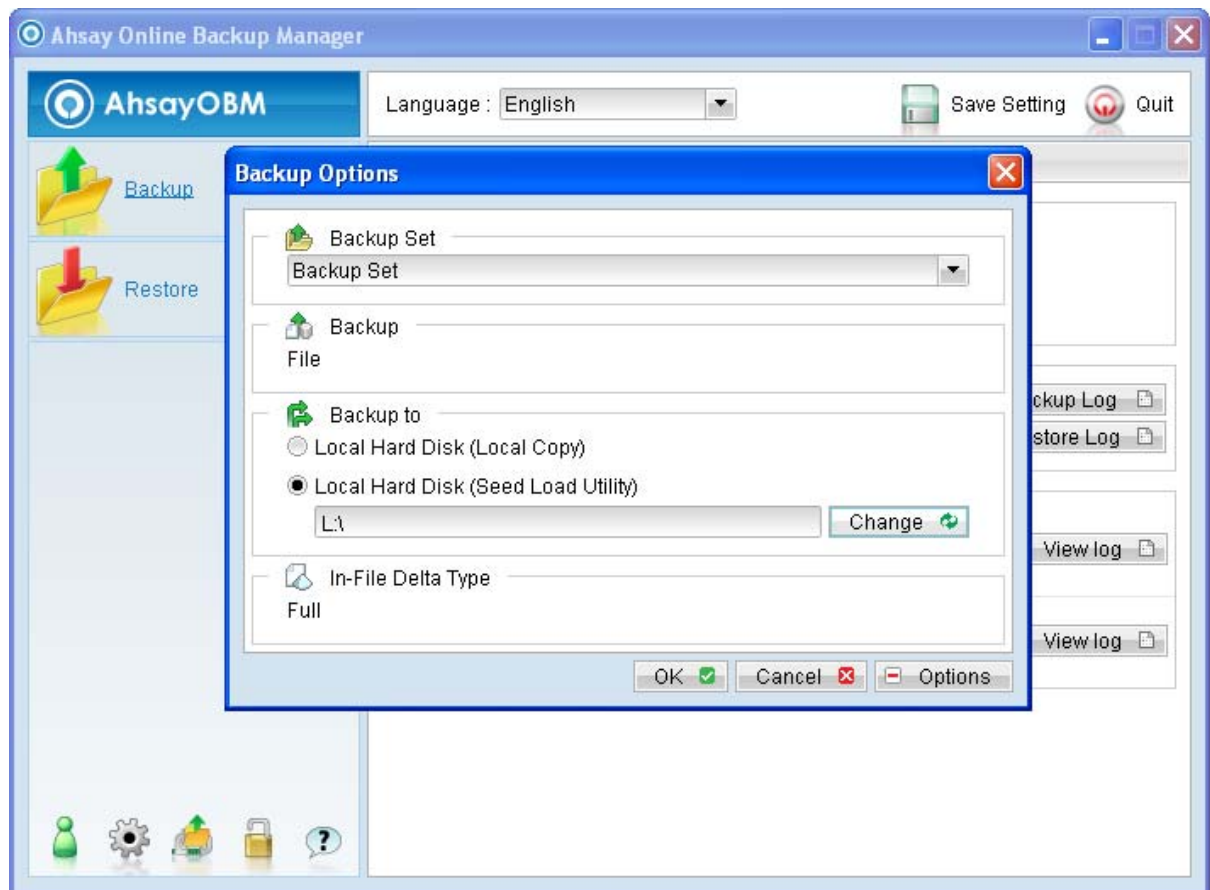 Ahsay Online Backup Manager
AhsayOBM
Language : English
Save Setting
Quit
Backup
Restore
Backup Options
Backup Set
Backup Set
Backup
File
Backup to
Local Hard Disk (Local Copy)
Local Hard Disk (Seed Load Utility)
L:\
Change
In-File Delta Type
Full
OK
Cancel
Options
ckup Log
store Log
View log
View log